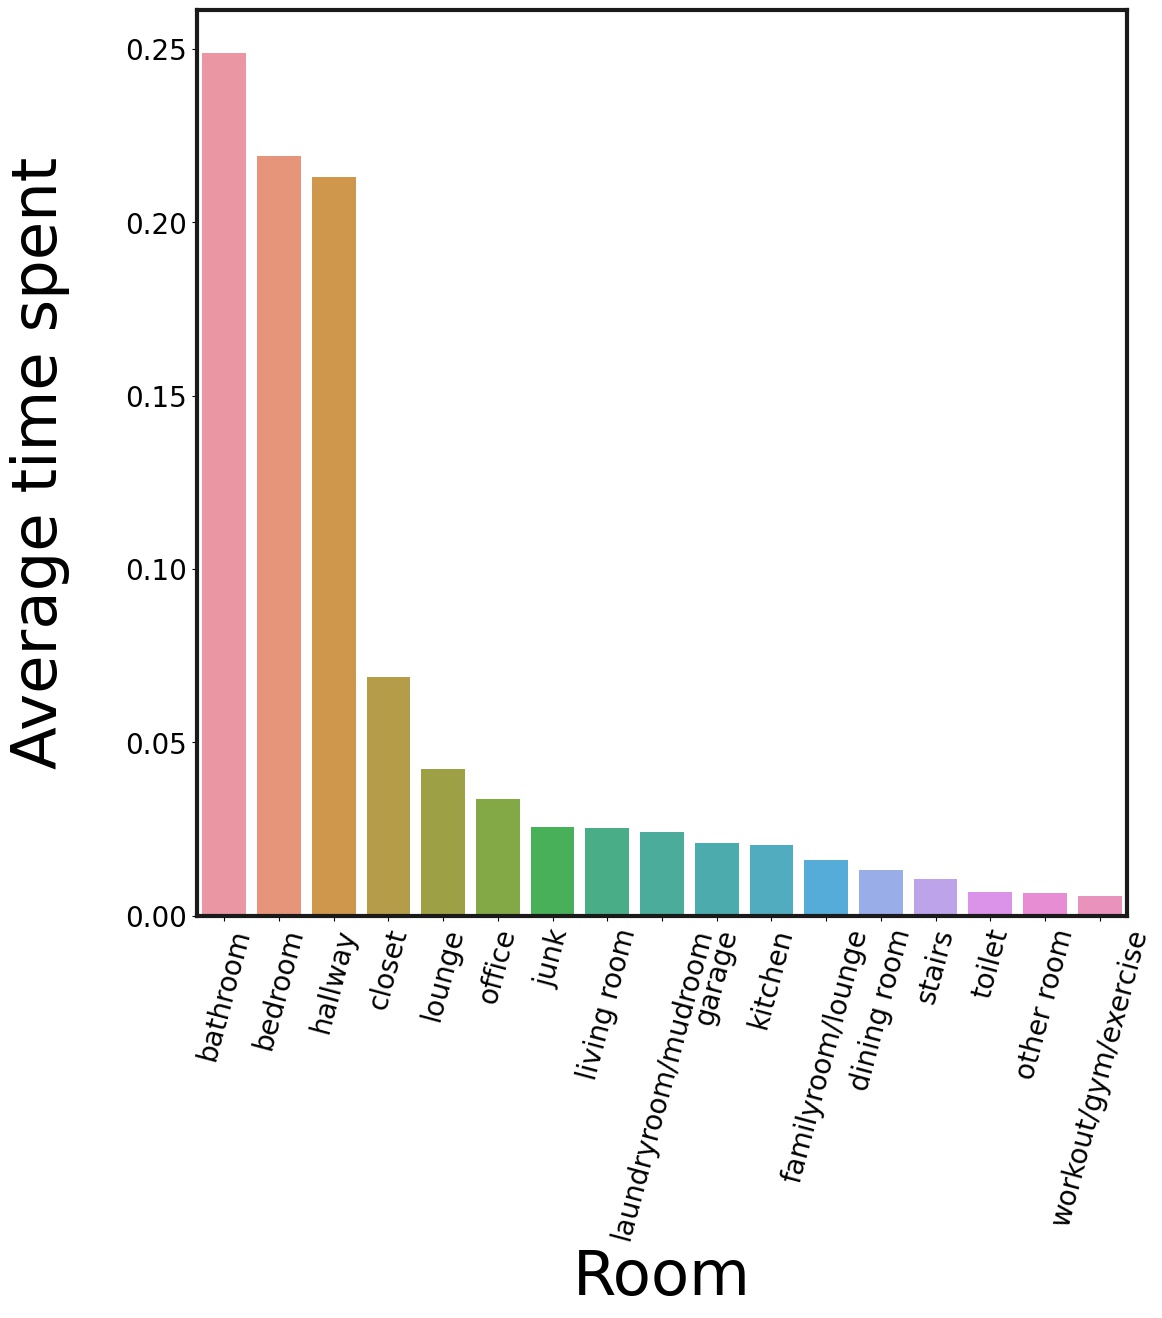 Average time spent
0.25
0.20
0.15
0.10
0.05
0.00
bathroom
bedroom
hallway
closet
lounge
office
junk
living room
laundryroom/mudroom
garage
kitchen
familyroom/lounge
dining room
stairs
toilet
other room
workout/gym/exercise
Room